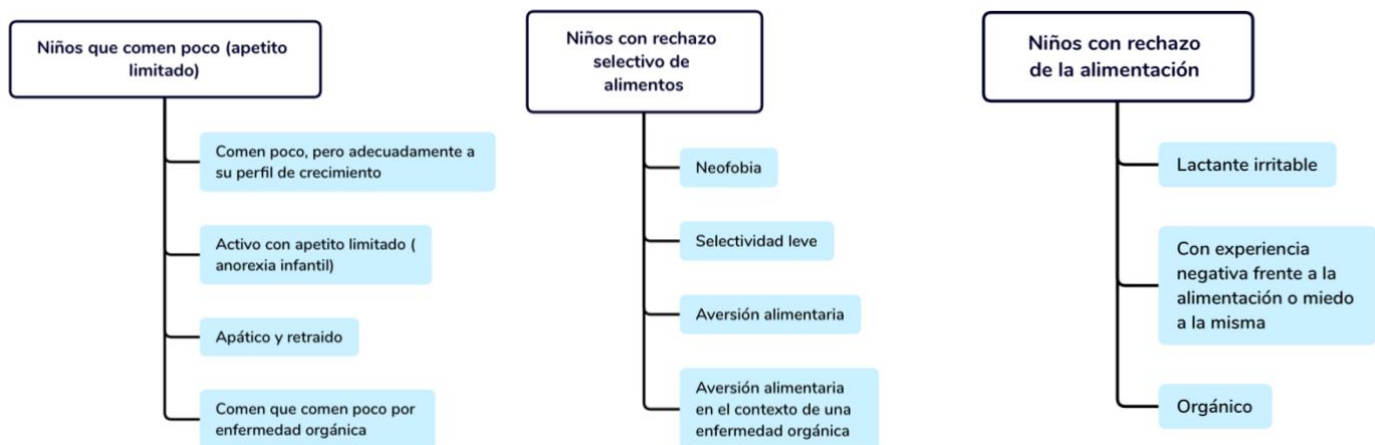 Niños que comen poco (apetito
limitado)
Comen poco, pero adecuadamente a
su perfil de crecimiento
Activo con apetito limitado (
anorexia infantil)
Apático y retraido
Comen que comen poco por
enfermedad orgánica
Niños con rechazo
selectivo de
alimentos
Neofobia
Selectividad leve
Aversión alimentaria
Aversión alimentaria
en el contexto de una
enfermedad orgánica
Niños con rechazo
de la alimentación
Lactante irritable
Con experiencia
negativa frente a la
alimentación o miedo
a la misma
Orgánico